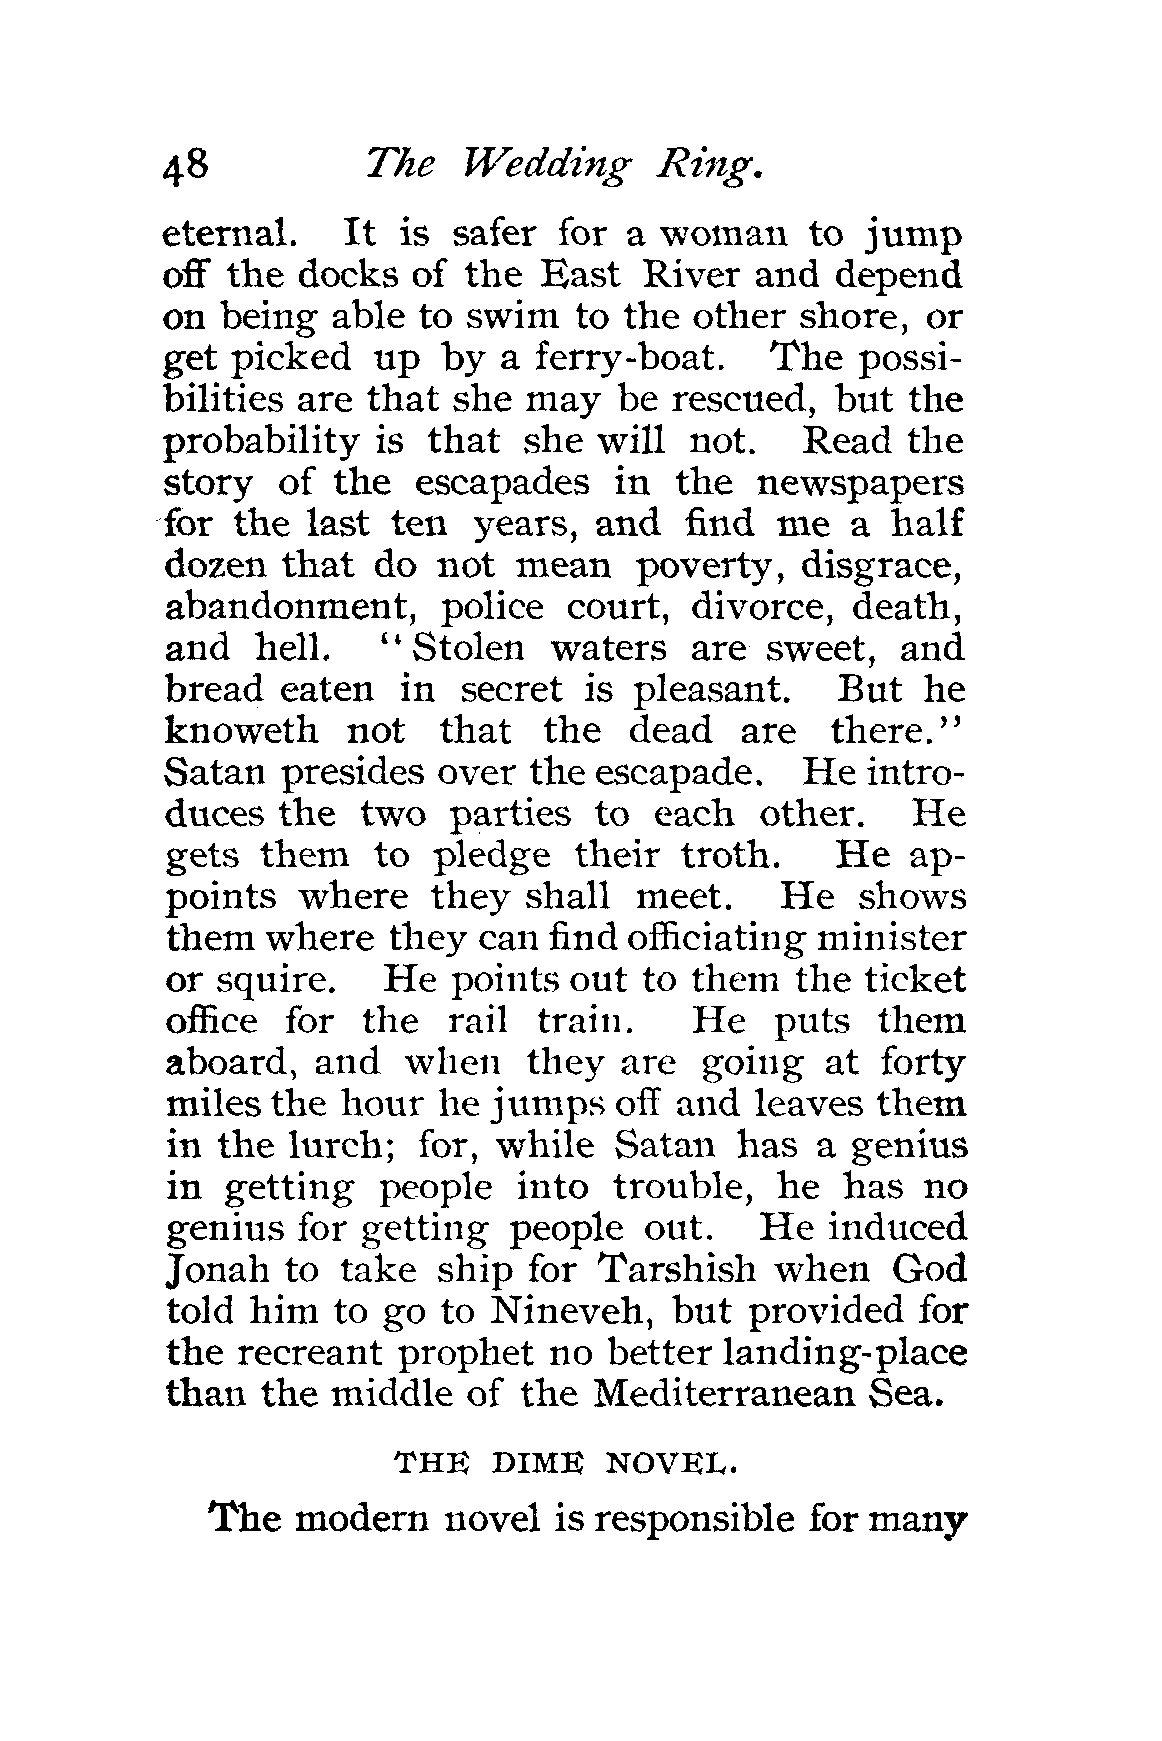 48 The Wedding Ring.
eternal. It is safer for a woman to jump
off the docks of the East River and depend
on being able to swim to the other shore, or
get picked up by a ferry-boat. The possi-
bilities are that she may be rescued, but the
probability is that she will not. Read the
story of the escapades in the newspapers
for the last ten years, and find me a half
dozen that do not mean poverty, disgrace,
abandonment, police court, divorce, death,
and hell. "Stolen waters are sweet, and
bread eaten in secret is pleasant. But he
knoweth not that the dead are there."
Satan presides over the escapade. He intro-
duces the two parties to each other. He
gets them to pledge their troth. He ap-
points where they shall meet. He shows
them where they can find officiating minister
or squire. He points out to them the ticket
office for the rail train. He puts them
aboard, and when they are going at forty
miles the hour he jumps off and leaves them
in the lurch; for, while Satan has a genius
in getting people into trouble, he has no
genius for getting people out. He induced
Jonah to take ship for Tarshish when God
told him to go to Nineveh, but provided for
the recreant prophet no better landing-place
than the middle of the Mediterranean Sea.
THE DIME NOVEL.
The modern novel is responsible for many